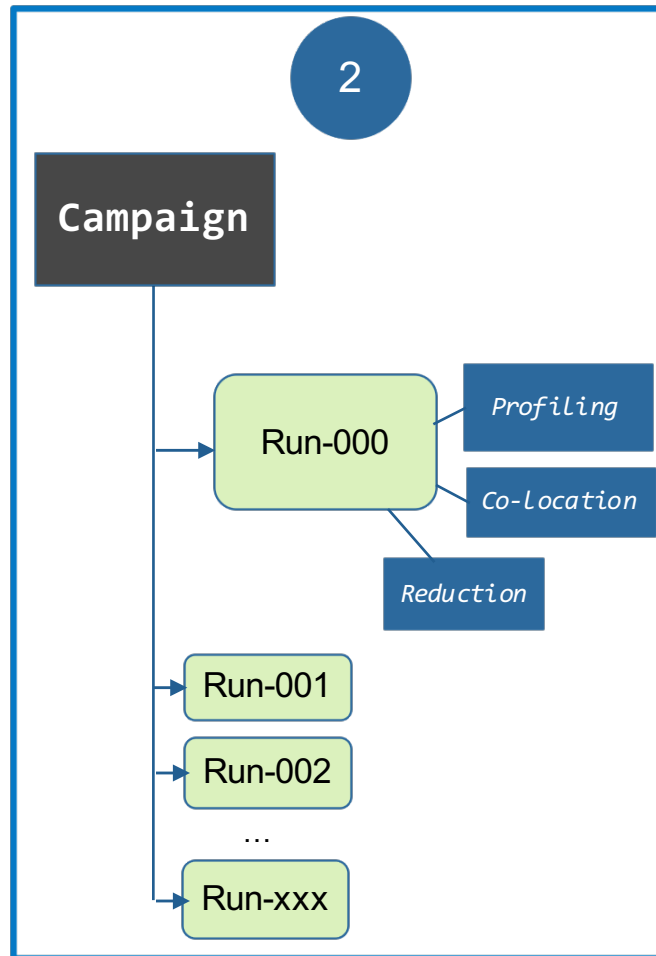 2
Campaign
Run-000
Profiling
Co-location
Reduction
Run-001
Run-002
...
Run-xxx